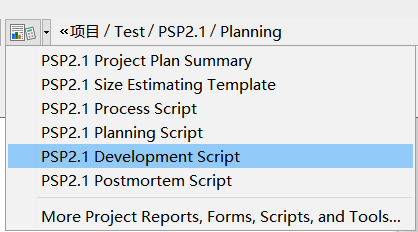 «项目 / Test / PSP2.1 / Planning
PSP2.1 Project Plan Summary
PSP2.1 Size Estimating Template
PSP2.1 Process Script
PSP2.1 Planning Script
PSP2.1 Development Script
PSP2.1 Postmortem Script
More Project Reports, Forms, Scripts, and Tools...